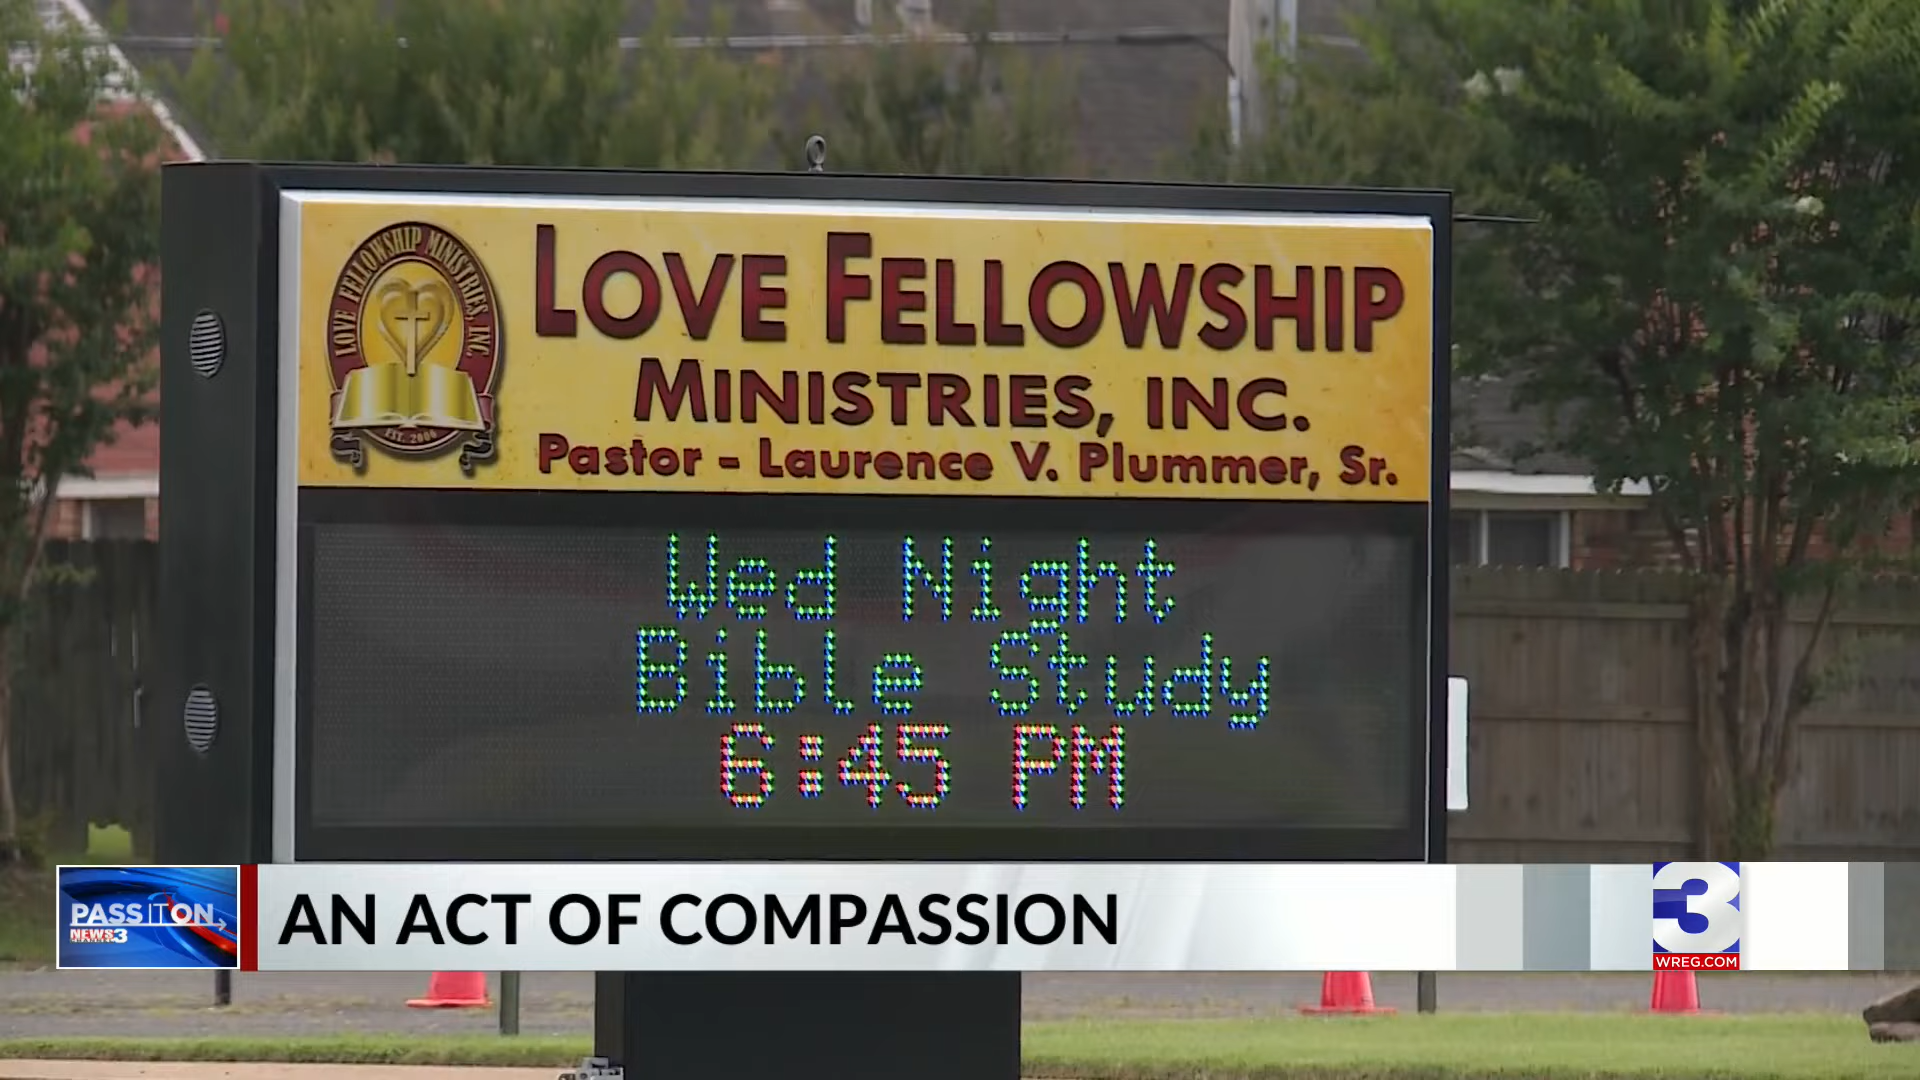 LOVE FELLOWSHIP MINISTRIES INC.
EST. 2006
LOVE FELLOWSHIP
MINISTRIES, INC.
Pastor - Laurence V. Plummer, Sr.
Wed Night
Bible Study
6:45 PM
PASS IT ON
NEWS
CHANNEL 3
AN ACT OF COMPASSION
3
WREG.COM